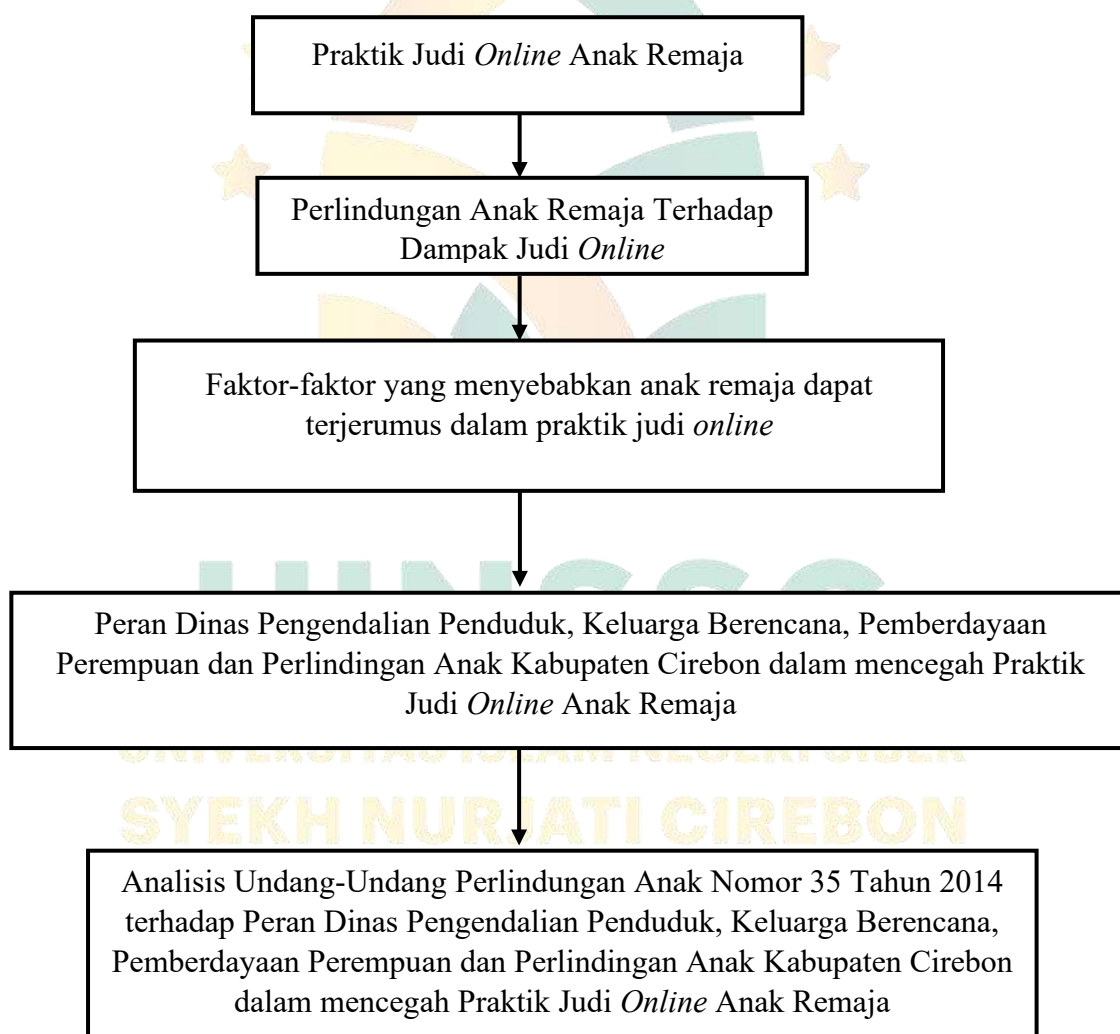 Praktik Judi Online Anak Remaja
Perlindungan Anak Remaja Terhadap
Dampak Judi Online
Faktor-faktor yang menyebabkan anak remaja dapat
terjerumus dalam praktik judi online
Peran Dinas Pengendalian Penduduk, Keluarga Berencana, Pemberdayaan
Perempuan dan Perlindingan Anak Kabupaten Cirebon dalam mencegah Praktik
Judi Online Anak Remaja
SYEKH NURJATI CIREBON
Analisis Undang-Undang Perlindungan Anak Nomor 35 Tahun 2014
terhadap Peran Dinas Pengendalian Penduduk, Keluarga Berencana,
Pemberdayaan Perempuan dan Perlindingan Anak Kabupaten Cirebon
dalam mencegah Praktik Judi Online Anak Remaja